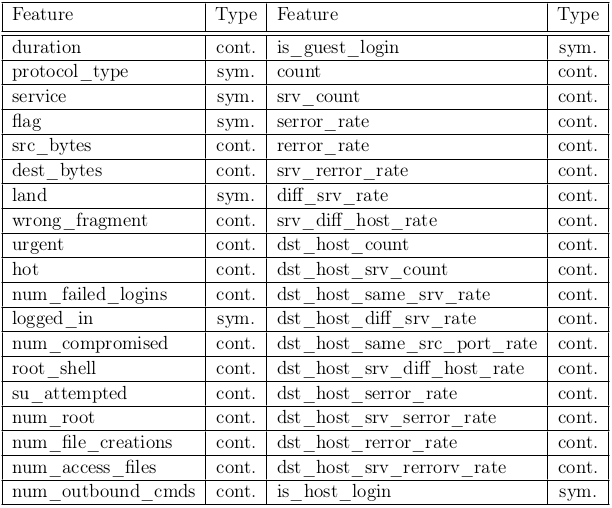 Feature Type Feature Type
duration cont. is_guest_login sym.
protocol_type sym. count cont.
service sym. srv_count cont.
flag sym. serror_rate cont.
src_bytes cont. rerror_rate cont.
dest_bytes cont. srv_rerror_rate cont.
land sym. diff_srv_rate cont.
wrong_fragment cont. srv_diff_host_rate cont.
urgent cont. dst_host_count cont.
hot cont. dst_host_srv_count cont.
num_failed_logins cont. dst_host_same_srv_rate cont.
logged_in sym. dst_host_diff_srv_rate cont.
num_compromised cont. dst_host_same_src_port_rate cont.
root_shell cont. dst_host_srv_diff_host_rate cont.
su_attempted cont. dst_host_serror_rate cont.
num_root cont. dst_host_srv_serror_rate cont.
num_file_creations cont. dst_host_rerror_rate cont.
num_access_files cont. dst_host_srv_rerrorv_rate cont.
num_outbound_cmds cont. is_host_login sym.